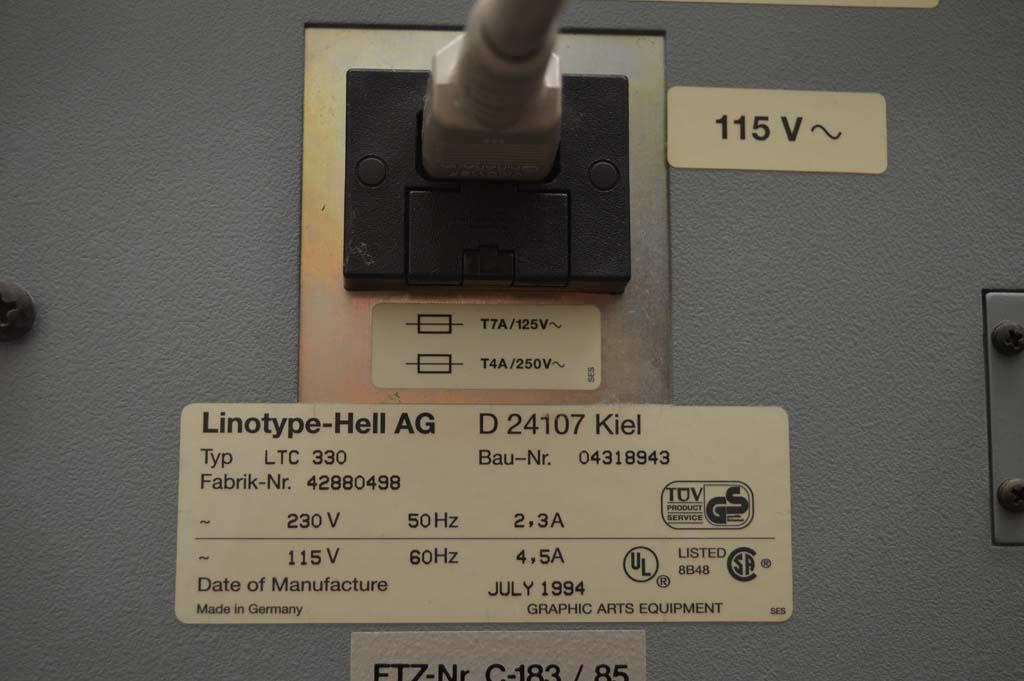 115 V ~
T7A/125V~
T4A/250V~
SES
Linotype-Hell AG D 24107 Kiel
Typ LTC 330 Bau-Nr. 04318943
Fabrik-Nr. 42880498
~ 230 V 50 Hz 2,3A
TÜV PRODUCT SERVICE GS
~ 115 V 60Hz 4,5A
UL ® LISTED 8B48 SA ®
Date of Manufacture JULY 1994
Made in Germany GRAPHIC ARTS EQUIPMENT SES
FTZ-Nr. C-183 / 85